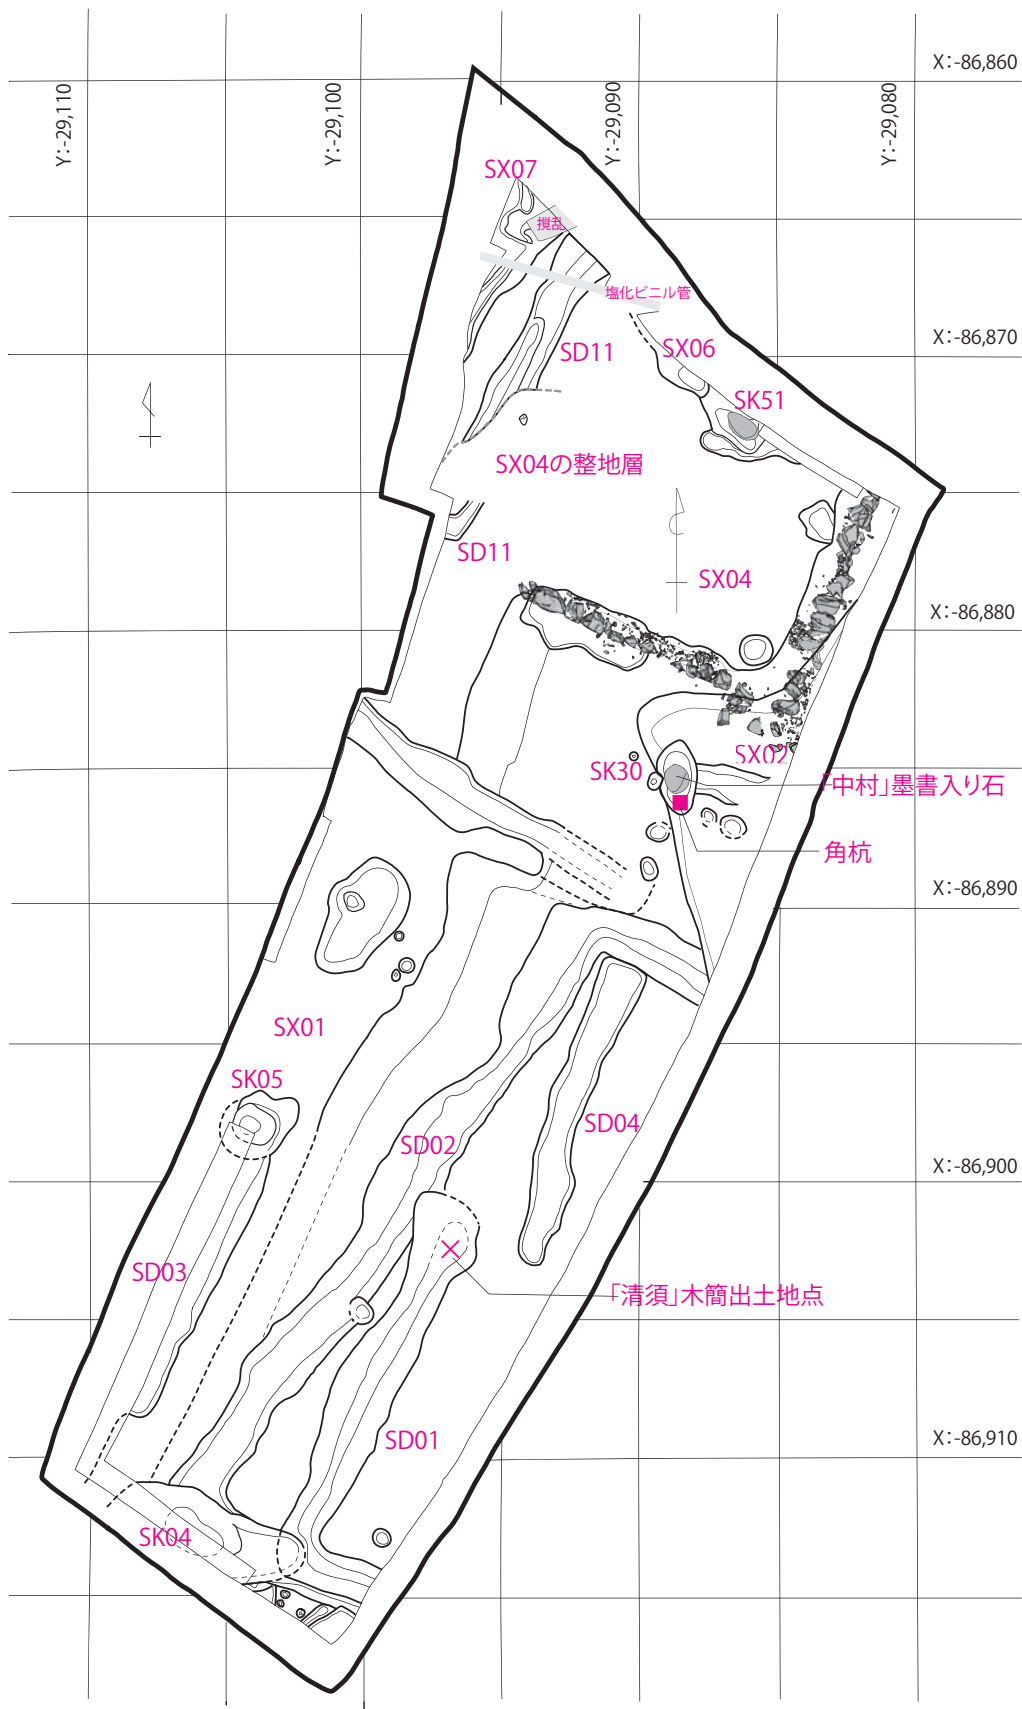 X：-86,860
Y：-29,110
Y：-29,100
Y：-29,090
Y：-29,080
SX07
撹乱
塩化ビニル管
X：-86,870
SD11
SX06
SK51
SX04の整地層
SD11
SX04
X：-86,880
SX02
SK30
「中村」墨書入り石
角杭
X：-86,890
SX01
SK05
SD04
SD02
X：-86,900
SD03
「清須」木簡出土地点
SD01
X：-86,910
SK04